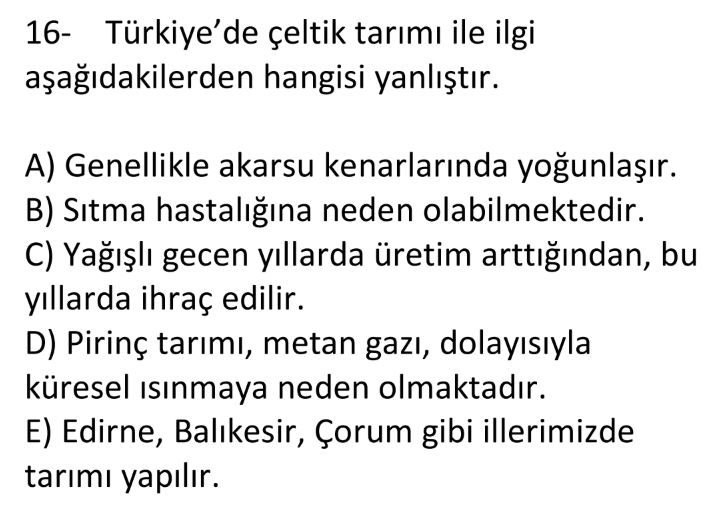 16- Türkiye’de çeltik tarımı ile ilgi
aşağıdakilerden hangisi yanlıştır.
A) Genellikle akarsu kenarlarında yoğunlaşır.
B) Sıtma hastalığına neden olabilmektedir.
C) Yağışlı gecen yıllarda üretim arttığından, bu
yıllarda ihraç edilir.
D) Pirinç tarımı, metan gazı, dolayısıyla
küresel ısınmaya neden olmaktadır.
E) Edirne, Balıkesir, Çorum gibi illerimizde
tarımı yapılır.